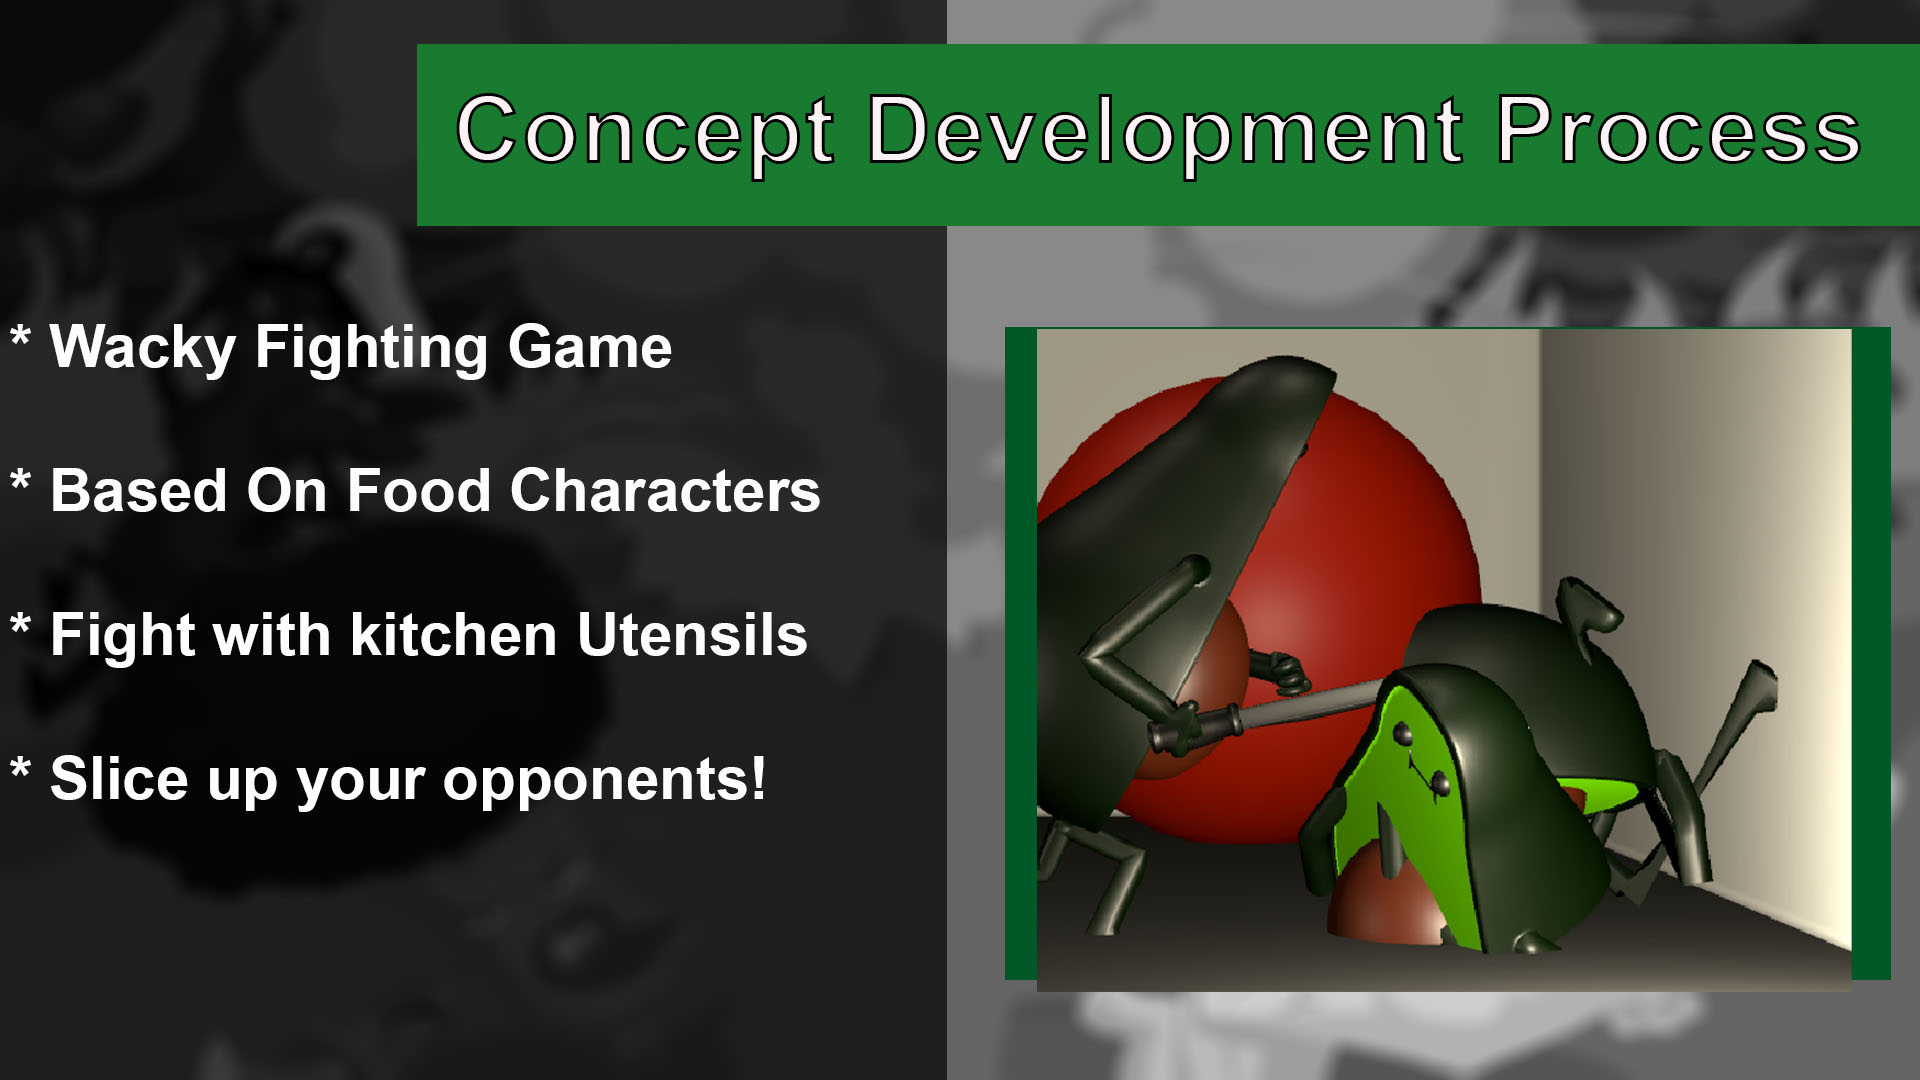 Concept Development Process
* Wacky Fighting Game
* Based On Food Characters
* Fight with kitchen Utensils
* Slice up your opponents!